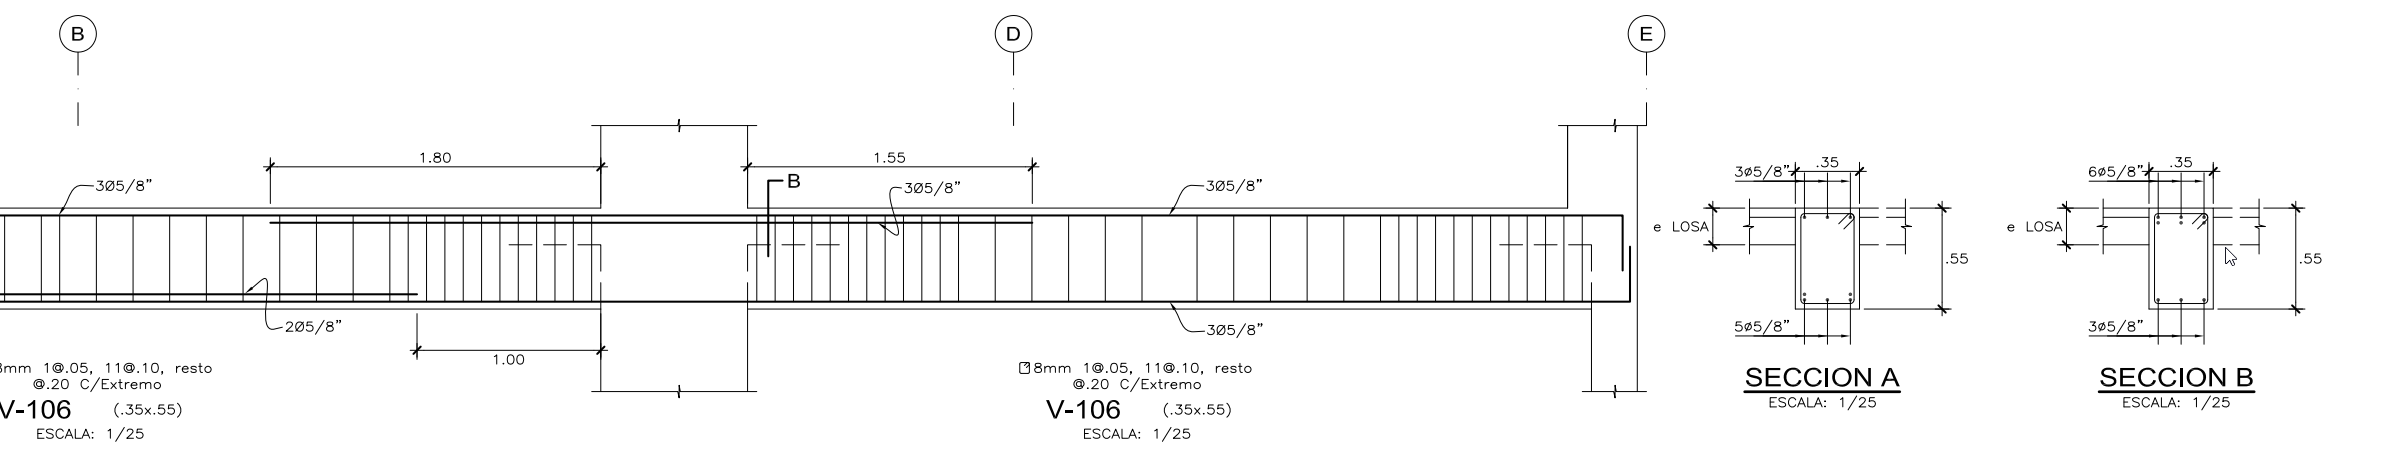 B
D
E
1.80
1.55
3Ø5/8"
B
3Ø5/8"
3Ø5/8"
2Ø5/8"
3Ø5/8"
1.00
8mm 1@.05, 11@.10, resto
@.20 C/Extremo
V-106 (.35x.55)
ESCALA: 1/25
8mm 1@.05, 11@.10, resto
@.20 C/Extremo
V-106 (.35x.55)
ESCALA: 1/25
.35
3ø5/8"
e LOSA
.55
5ø5/8"
SECCION A
ESCALA: 1/25
.35
6ø5/8"
e LOSA
.55
3ø5/8"
SECCION B
ESCALA: 1/25